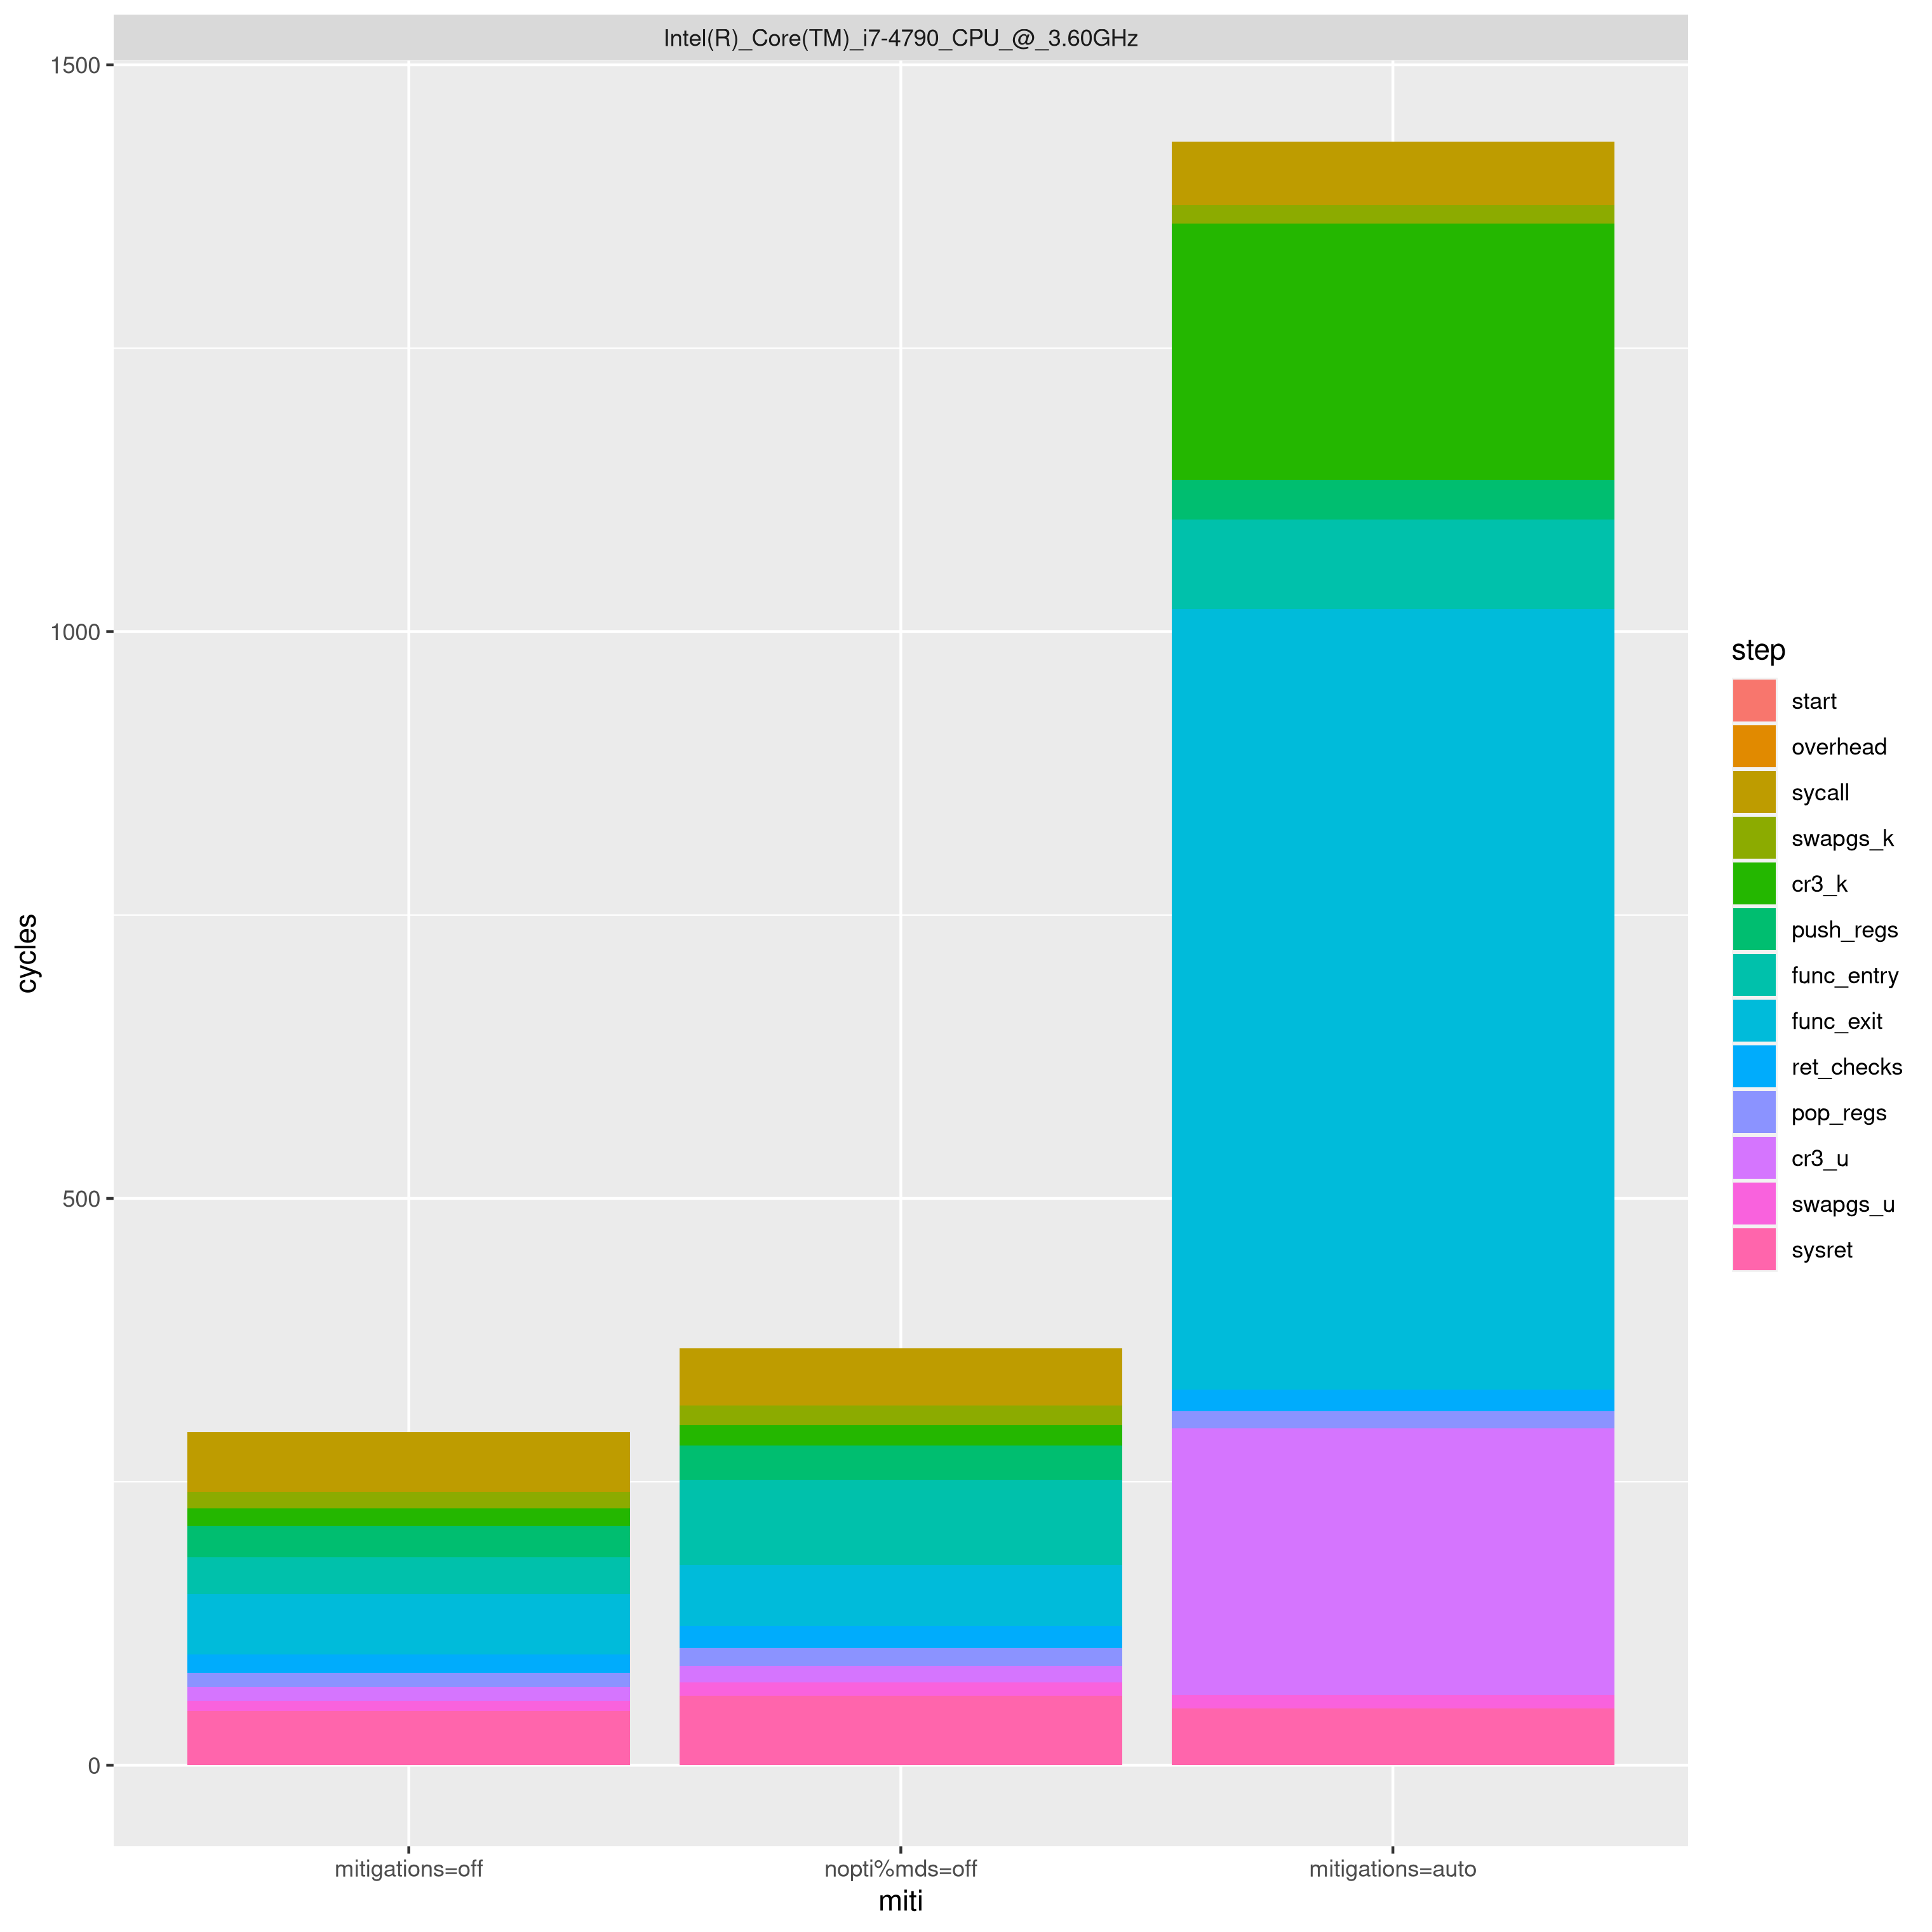 Intel(R)_Core(TM)_i7-4790_CPU_@_3.60GHz
1500
1000
500
0
cycles
mitigations=off
nopti%mds=off
mitigations=auto
miti
step
start
overhead
sycall
swapgs_k
cr3_k
push_regs
func_entry
func_exit
ret_checks
pop_regs
cr3_u
swapgs_u
sysret